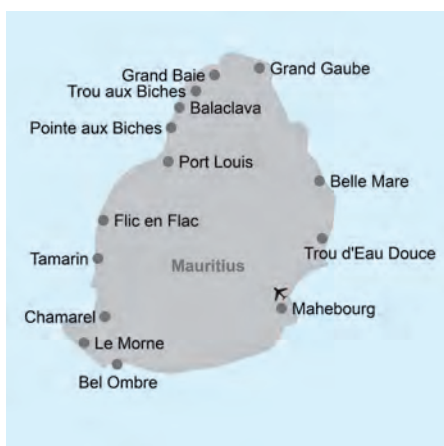 Grand Baie
Grand Gaube
Trou aux Biches
Balaclava
Pointe aux Biches
Port Louis
Belle Mare
Flic en Flac
Trou d'Eau Douce
Tamarin
Mauritius
Mahebourg
Chamarel
Le Morne
Bel Ombre